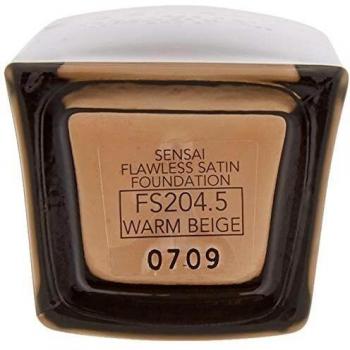 SENSAI
FLAWLESS SATIN
FOUNDATION
FS204.5
WARM BEIGE
0709